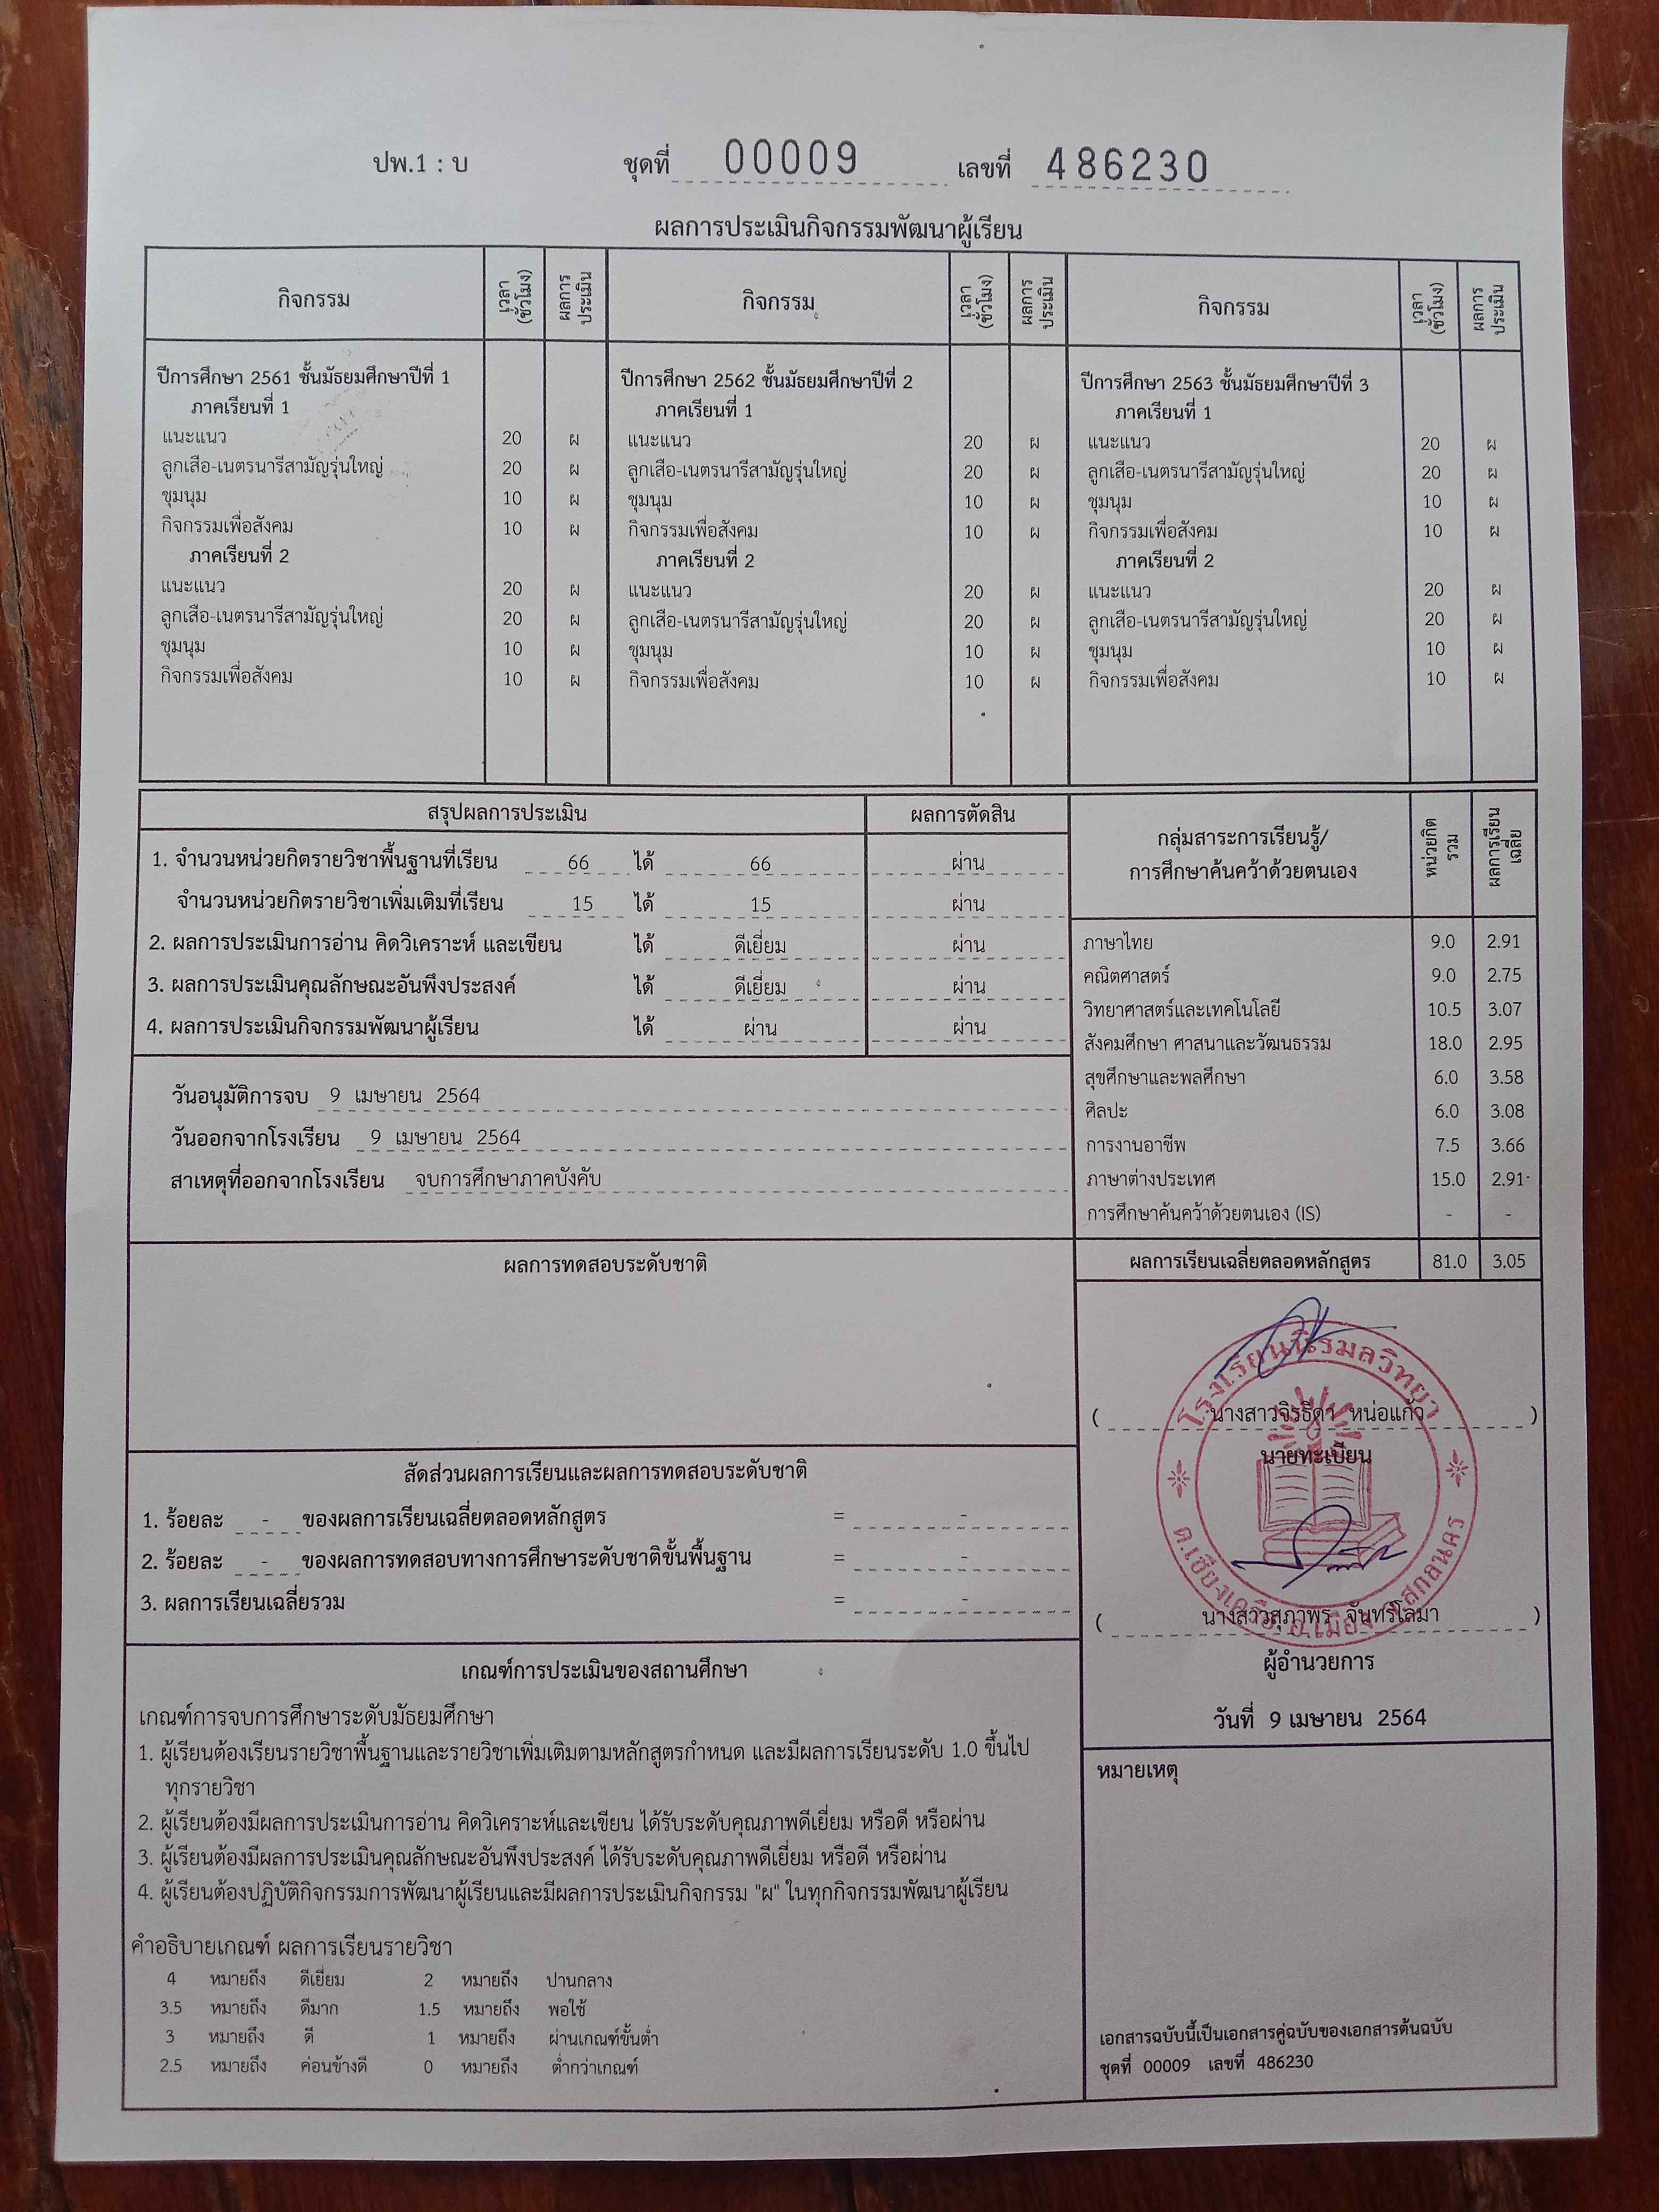 ปพ.1 : บ ชุดที่ 00009 เลขที่ 486230
ผลการประเมินกิจกรรมพัฒนาผู้เรียน
กิจกรรม เวลา (ชั่วโมง) ผลการประเมิน กิจกรรม เวลา (ชั่วโมง) ผลการประเมิน กิจกรรม เวลา (ชั่วโมง) ผลการประเมิน
ปีการศึกษา 2561 ชั้นมัธยมศึกษาปีที่ 1 ปีการศึกษา 2562 ชั้นมัธยมศึกษาปีที่ 2 ปีการศึกษา 2563 ชั้นมัธยมศึกษาปีที่ 3
ภาคเรียนที่ 1 ภาคเรียนที่ 1 ภาคเรียนที่ 1
แนะแนว 20 ผ แนะแนว 20 ผ แนะแนว 20 ผ
ลูกเสือ-เนตรนารีสามัญรุ่นใหญ่ 20 ผ ลูกเสือ-เนตรนารีสามัญรุ่นใหญ่ 20 ผ ลูกเสือ-เนตรนารีสามัญรุ่นใหญ่ 20 ผ
ชุมนุม 10 ผ ชุมนุม 10 ผ ชุมนุม 10 ผ
กิจกรรมเพื่อสังคม 10 ผ กิจกรรมเพื่อสังคม 10 ผ กิจกรรมเพื่อสังคม 10 ผ
ภาคเรียนที่ 2 ภาคเรียนที่ 2 ภาคเรียนที่ 2
แนะแนว 20 ผ แนะแนว 20 ผ แนะแนว 20 ผ
ลูกเสือ-เนตรนารีสามัญรุ่นใหญ่ 20 ผ ลูกเสือ-เนตรนารีสามัญรุ่นใหญ่ 20 ผ ลูกเสือ-เนตรนารีสามัญรุ่นใหญ่ 20 ผ
ชุมนุม 10 ผ ชุมนุม 10 ผ ชุมนุม 10 ผ
กิจกรรมเพื่อสังคม 10 ผ กิจกรรมเพื่อสังคม 10 ผ กิจกรรมเพื่อสังคม 10 ผ
สรุปผลการประเมิน ผลการตัดสิน
1. จำนวนหน่วยกิตรายวิชาพื้นฐานที่เรียน 66 ได้ 66 ผ่าน
จำนวนหน่วยกิตรายวิชาเพิ่มเติมที่เรียน 15 ได้ 15 ผ่าน
2. ผลการประเมินการอ่าน คิดวิเคราะห์ และเขียน ได้ ดีเยี่ยม ผ่าน
3. ผลการประเมินคุณลักษณะอันพึงประสงค์ ได้ ดีเยี่ยม ผ่าน
4. ผลการประเมินกิจกรรมพัฒนาผู้เรียน ได้ ผ่าน ผ่าน
วันอนุมัติการจบ 9 เมษายน 2564
วันออกจากโรงเรียน 9 เมษายน 2564
สาเหตุที่ออกจากโรงเรียน จบการศึกษาภาคบังคับ
กลุ่มสาระการเรียนรู้/ หน่วยกิตรวม ผลการเรียนเฉลี่ย
การศึกษาค้นคว้าด้วยตนเอง
ภาษาไทย 9.0 2.91
คณิตศาสตร์ 9.0 2.75
วิทยาศาสตร์และเทคโนโลยี 10.5 3.07
สังคมศึกษา ศาสนาและวัฒนธรรม 18.0 2.95
สุขศึกษาและพลศึกษา 6.0 3.58
ศิลปะ 6.0 3.08
การงานอาชีพ 7.5 3.66
ภาษาต่างประเทศ 15.0 2.91
การศึกษาค้นคว้าด้วยตนเอง (IS) - -
ผลการเรียนเฉลี่ยตลอดหลักสูตร 81.0 3.05
ผลการทดสอบระดับชาติ
สัดส่วนผลการเรียนและผลการทดสอบระดับชาติ
1. ร้อยละ - ของผลการเรียนเฉลี่ยตลอดหลักสูตร = -
2. ร้อยละ - ของผลการทดสอบทางการศึกษาระดับชาติขั้นพื้นฐาน = -
3. ผลการเรียนเฉลี่ยรวม = -
โรงเรียนนิรมลวิทยา
( นางสาวจิรธิดา หน่อแก้ว )
นายทะเบียน
ต.เชียงเครือ อ.เมือง จ.สกลนคร
( นางสาวสุภาพร จันทร์โลมา )
ผู้อำนวยการ
วันที่ 9 เมษายน 2564
เกณฑ์การประเมินของสถานศึกษา
เกณฑ์การจบการศึกษาระดับมัธยมศึกษา
1. ผู้เรียนต้องเรียนรายวิชาพื้นฐานและรายวิชาเพิ่มเติมตามหลักสูตรกำหนด และมีผลการเรียนระดับ 1.0 ขึ้นไป
ทุกรายวิชา
2. ผู้เรียนต้องมีผลการประเมินการอ่าน คิดวิเคราะห์และเขียน ได้รับระดับคุณภาพดีเยี่ยม หรือดี หรือผ่าน
3. ผู้เรียนต้องมีผลการประเมินคุณลักษณะอันพึงประสงค์ ได้รับระดับคุณภาพดีเยี่ยม หรือดี หรือผ่าน
4. ผู้เรียนต้องปฏิบัติกิจกรรมการพัฒนาผู้เรียนและมีผลการประเมินกิจกรรม "ผ" ในทุกกิจกรรมพัฒนาผู้เรียน
คำอธิบายเกณฑ์ ผลการเรียนรายวิชา
4 หมายถึง ดีเยี่ยม 2 หมายถึง ปานกลาง
3.5 หมายถึง ดีมาก 1.5 หมายถึง พอใช้
3 หมายถึง ดี 1 หมายถึง ผ่านเกณฑ์ขั้นต่ำ
2.5 หมายถึง ค่อนข้างดี 0 หมายถึง ต่ำกว่าเกณฑ์
หมายเหตุ
เอกสารฉบับนี้เป็นเอกสารคู่ฉบับของเอกสารต้นฉบับ
ชุดที่ 00009 เลขที่ 486230